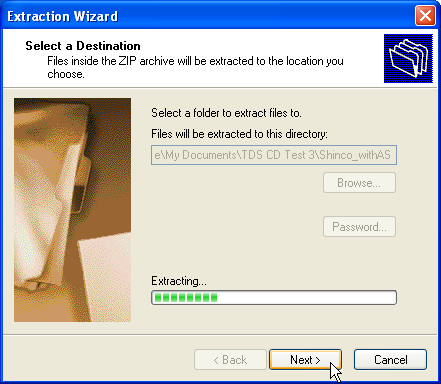 Extraction Wizard
Select a Destination
Files inside the ZIP archive will be extracted to the location you
choose.
Select a folder to extract files to.
Files will be extracted to this directory:
e\My Documents\TDS CD Test 3\Shinco_withAS
Browse...
Password...
Extracting...
< Back
Next >
Cancel